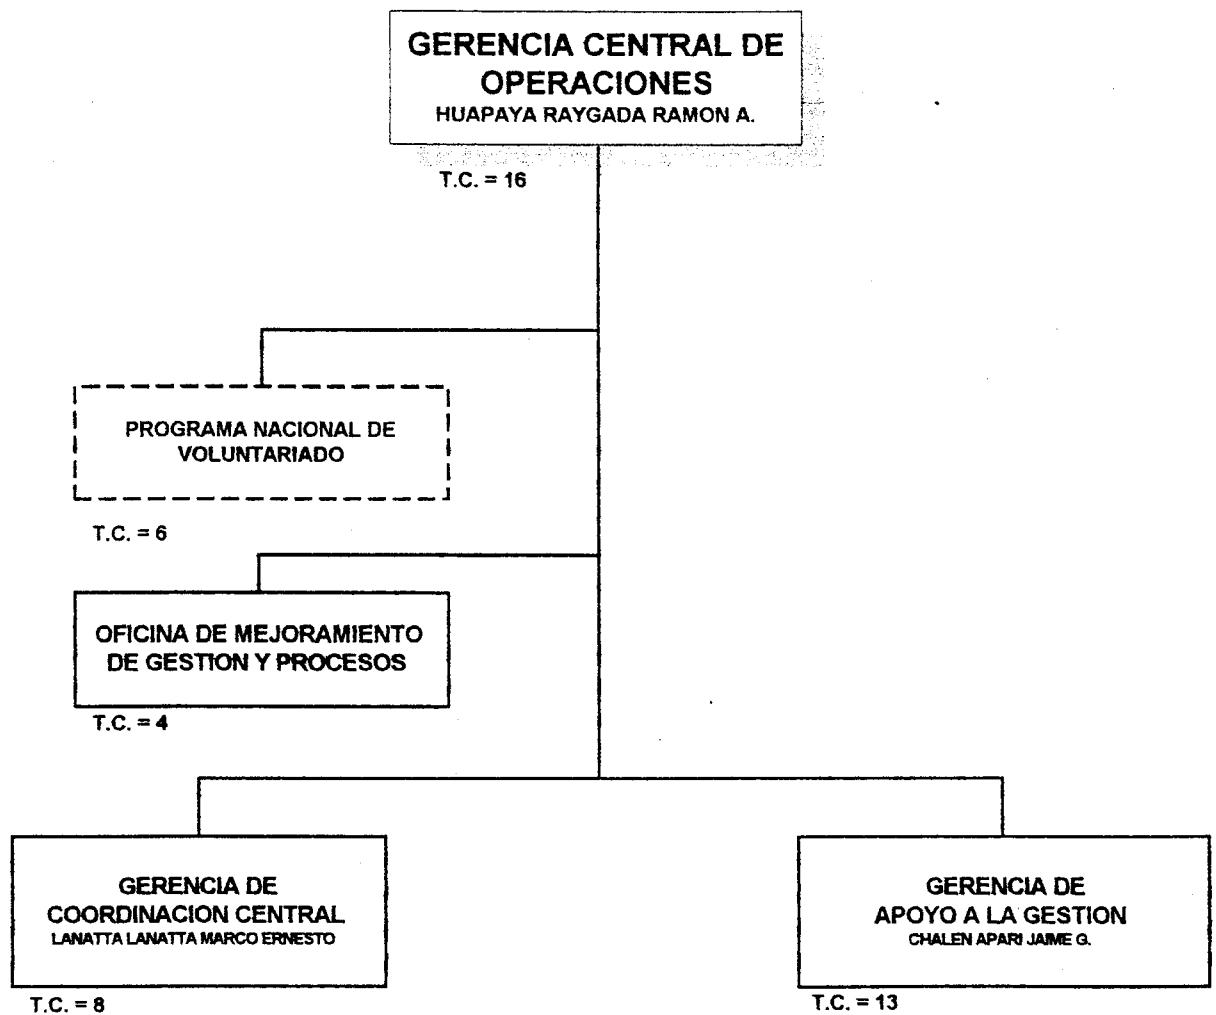 GERENCIA CENTRAL DE
OPERACIONES
HUAPAYA RAYGADA RAMON A.
T.C. = 16
PROGRAMA NACIONAL DE
VOLUNTARIADO
T.C. = 6
OFICINA DE MEJORAMIENTO
DE GESTION Y PROCESOS
T.C. = 4
GERENCIA DE
COORDINACION CENTRAL
LANATTA LANATTA MARCO ERNESTO
T.C. = 8
GERENCIA DE
APOYO A LA GESTION
CHALEN APARI JAIME G.
T.C. = 13